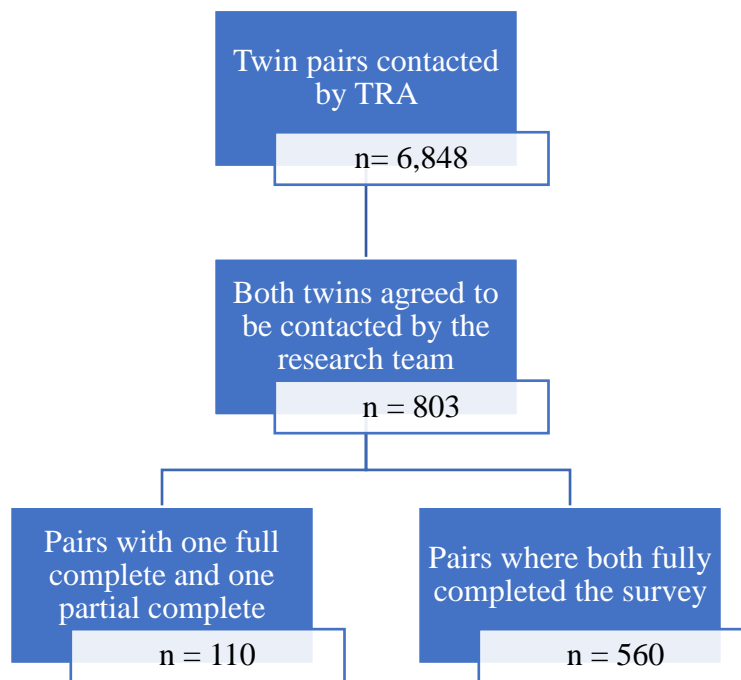 Twin pairs contacted
by TRA
n= 6,848
Both twins agreed to
be contacted by the
research team
n = 803
Pairs with one full
complete and one
partial complete
n = 110
Pairs where both fully
completed the survey
n = 560